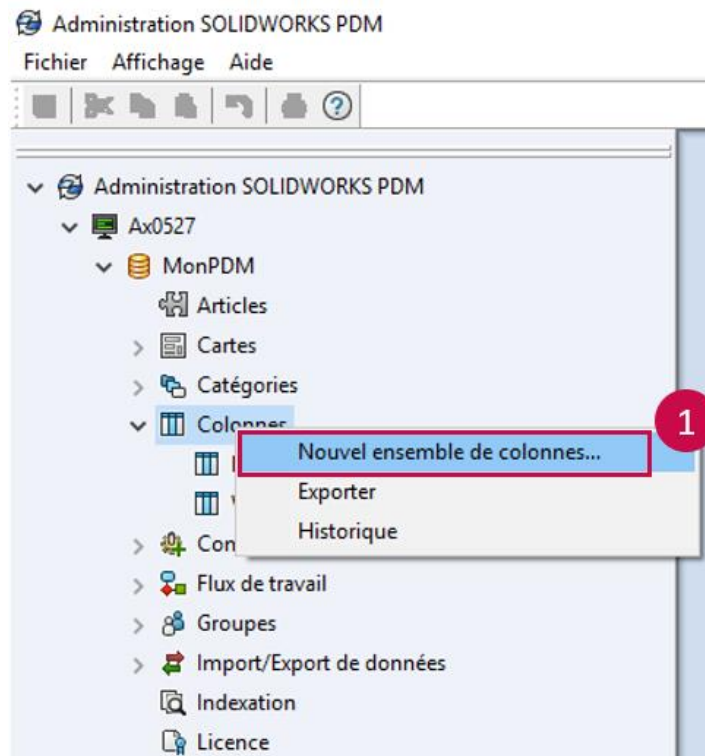 Administration SOLIDWORKS PDM
Fichier Affichage Aide
Administration SOLIDWORKS PDM
Ax0527
MonPDM
Articles
Cartes
Catégories
Colonnes
1
Nouvel ensemble de colonnes...
Exporter
Historique
Flux de travail
Groupes
Import/Export de données
Indexation
Licence